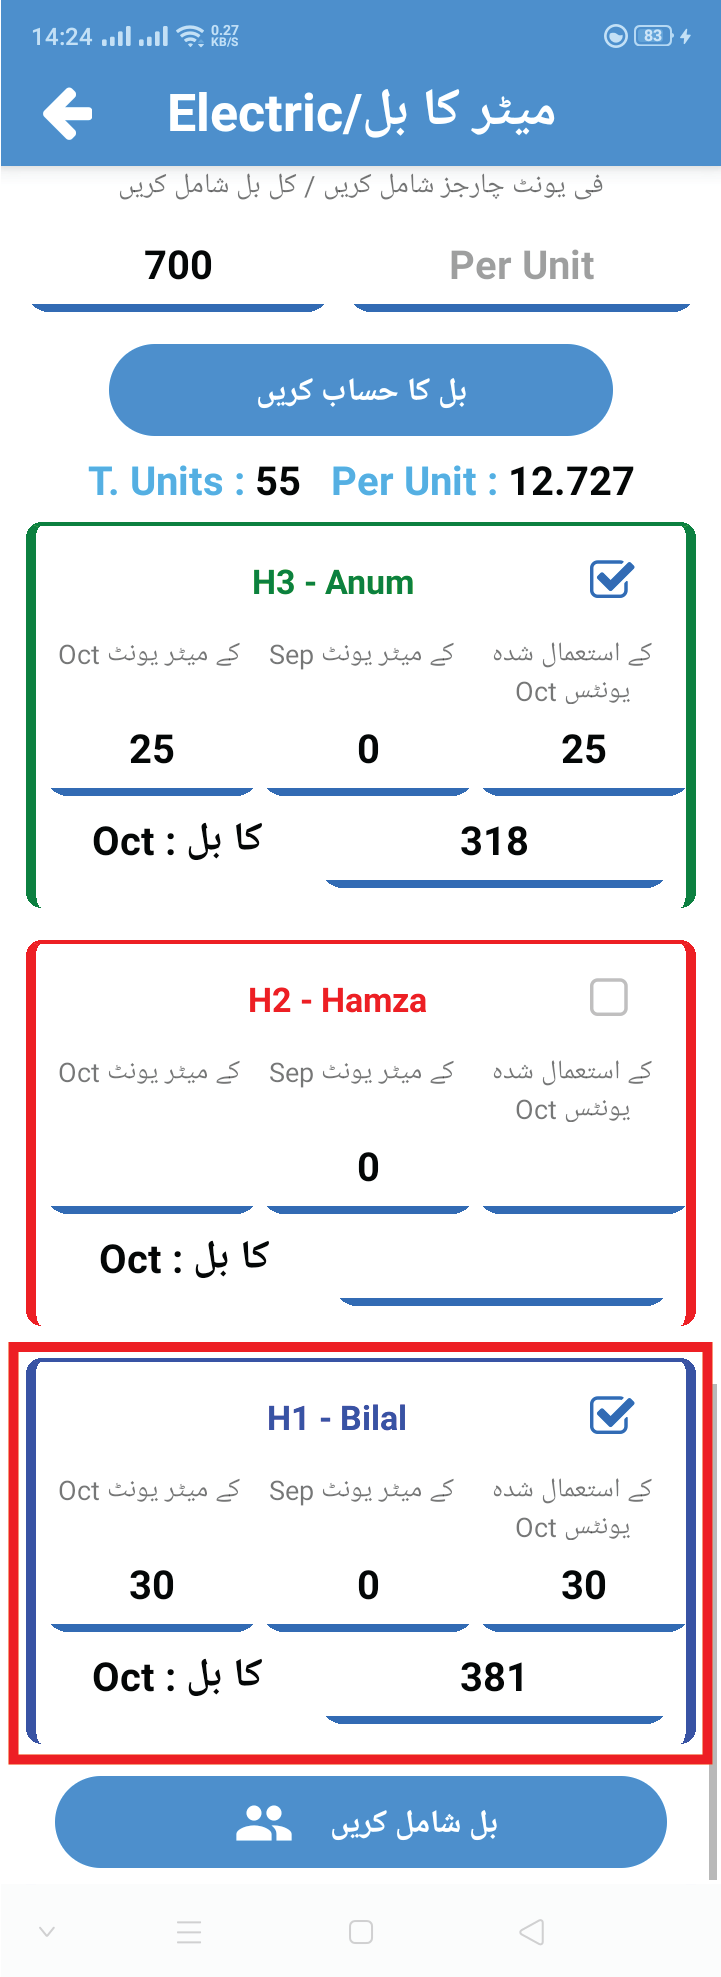 14:24 0.27 KB/S 83
Electric/میٹر کا بل
فی یونٹ چارجز شامل کریں / کل بل شامل کریں
700 Per Unit
بل کا حساب کریں
T. Units : 55 Per Unit : 12.727
H3 - Anum
Oct کے میٹر یونٹ Sep کے میٹر یونٹ کے استعمال شدہ
یونٹس Oct
25 0 25
Oct : کا بل 318
H2 - Hamza
Oct کے میٹر یونٹ Sep کے میٹر یونٹ کے استعمال شدہ
یونٹس Oct
0
Oct : کا بل
H1 - Bilal
Oct کے میٹر یونٹ Sep کے میٹر یونٹ کے استعمال شدہ
یونٹس Oct
30 0 30
Oct : کا بل 381
بل شامل کریں